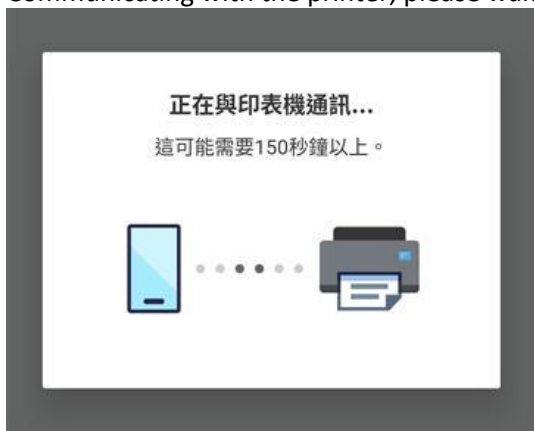 Communicating with the printer, please wait
正在與印表機通訊...
這可能需要150秒鐘以上。